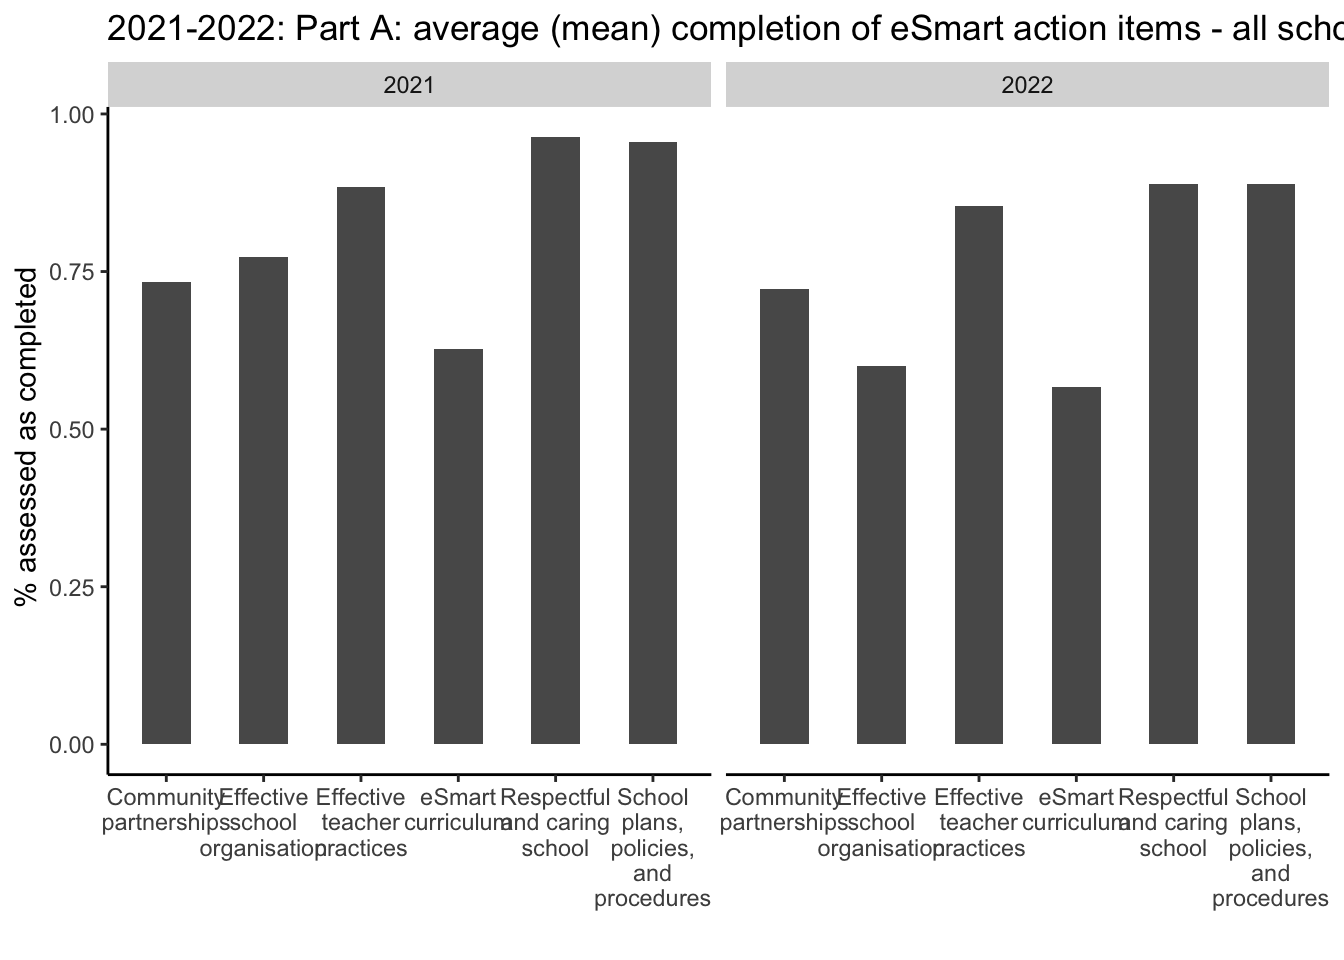 2021-2022: Part A: average (mean) completion of eSmart action items - all scho
2021
2022
% assessed as completed
1.00
0.75
0.50
0.25
0.00
Community
partnerships
Effective
school
organisation
Effective
teacher
practices
eSmart
curriculum
Respectful
and caring
school
School
plans,
policies,
and
procedures
Community
partnerships
Effective
school
organisation
Effective
teacher
practices
eSmart
curriculum
Respectful
and caring
school
School
plans,
policies,
and
procedures